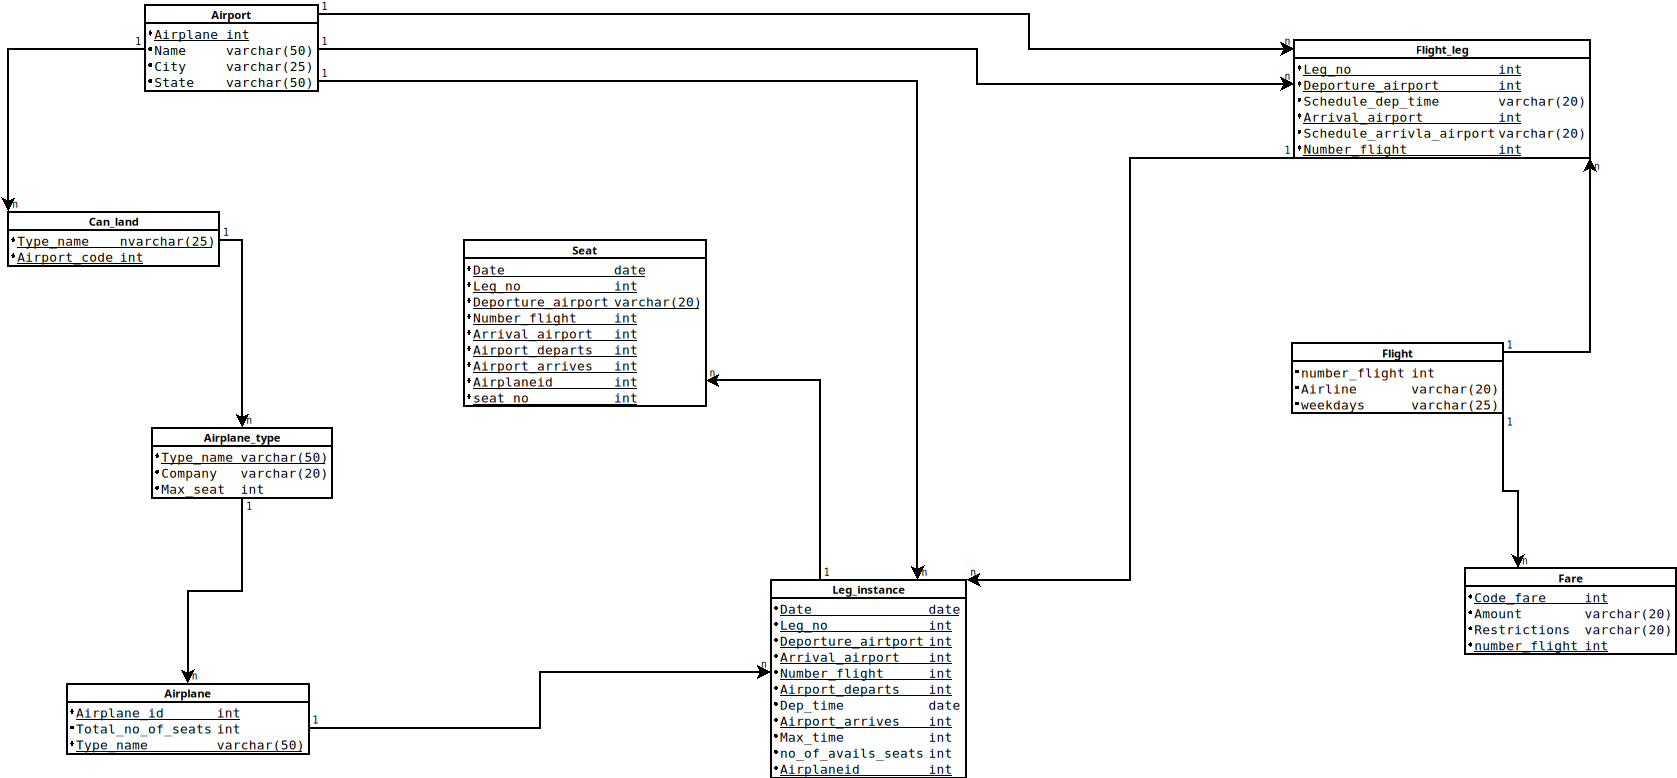 Airport
Airplane int
Name varchar(50)
City varchar(25)
State varchar(50)
1
1
1
1
n
n
Flight_leg
Leg_no int
Deporture_airport int
Schedule_dep_time varchar(20)
Arrival_airport int
Schedule_arrivla_airport varchar(20)
Number_flight int
1
n
n
Can_land
Type_name nvarchar(25)
Airport_code int
1
Seat
Date date
Leg_no int
Deporture_airport varchar(20)
Number_flight int
Arrival_airport int
Airport_departs int
Airport_arrives int
Airplaneid int
seat_no int
n
Flight
number_flight int
Airline varchar(20)
weekdays varchar(25)
1
1
n
Airplane_type
Type_name varchar(50)
Company varchar(20)
Max_seat int
1
n
Fare
Code_fare int
Amount varchar(20)
Restrictions varchar(20)
number_flight int
1
n
n
Leg_instance
Date date
Leg_no int
Deporture_airtport int
Arrival_airport int
Number_flight int
Airport_departs int
Dep_time date
Airport_arrives int
Max_time int
no_of_avails_seats int
Airplaneid int
n
n
Airplane
Airplane_id int
Total_no_of_seats int
Type_name varchar(50)
1